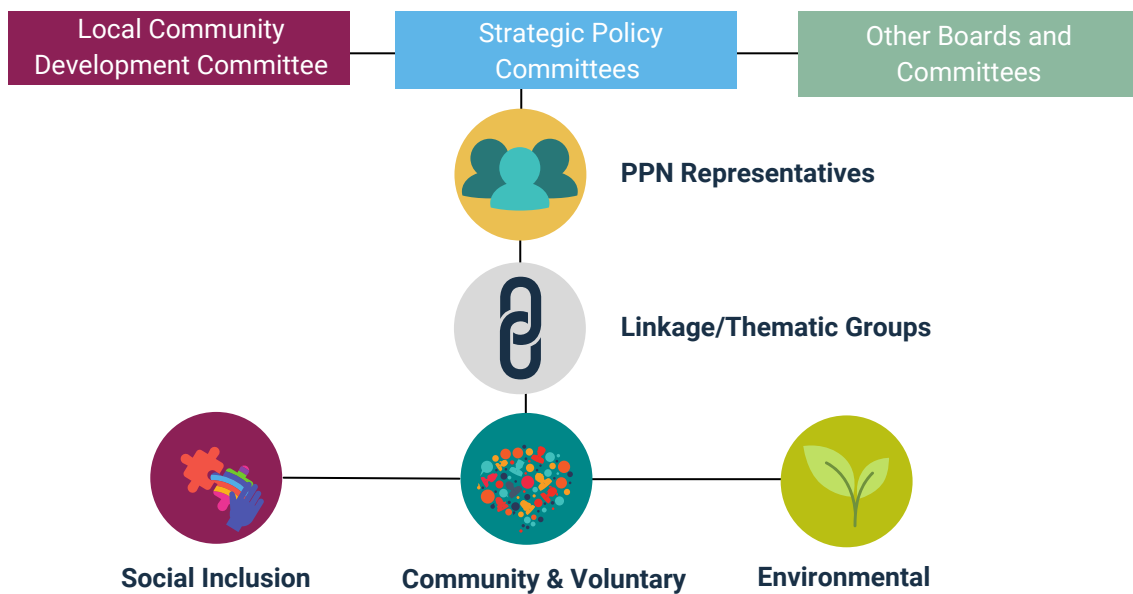 Local Community
Development Committee
Strategic Policy
Committees
Other Boards and
Committees
PPN Representatives
Linkage/Thematic Groups
Social Inclusion
Community & Voluntary
Environmental